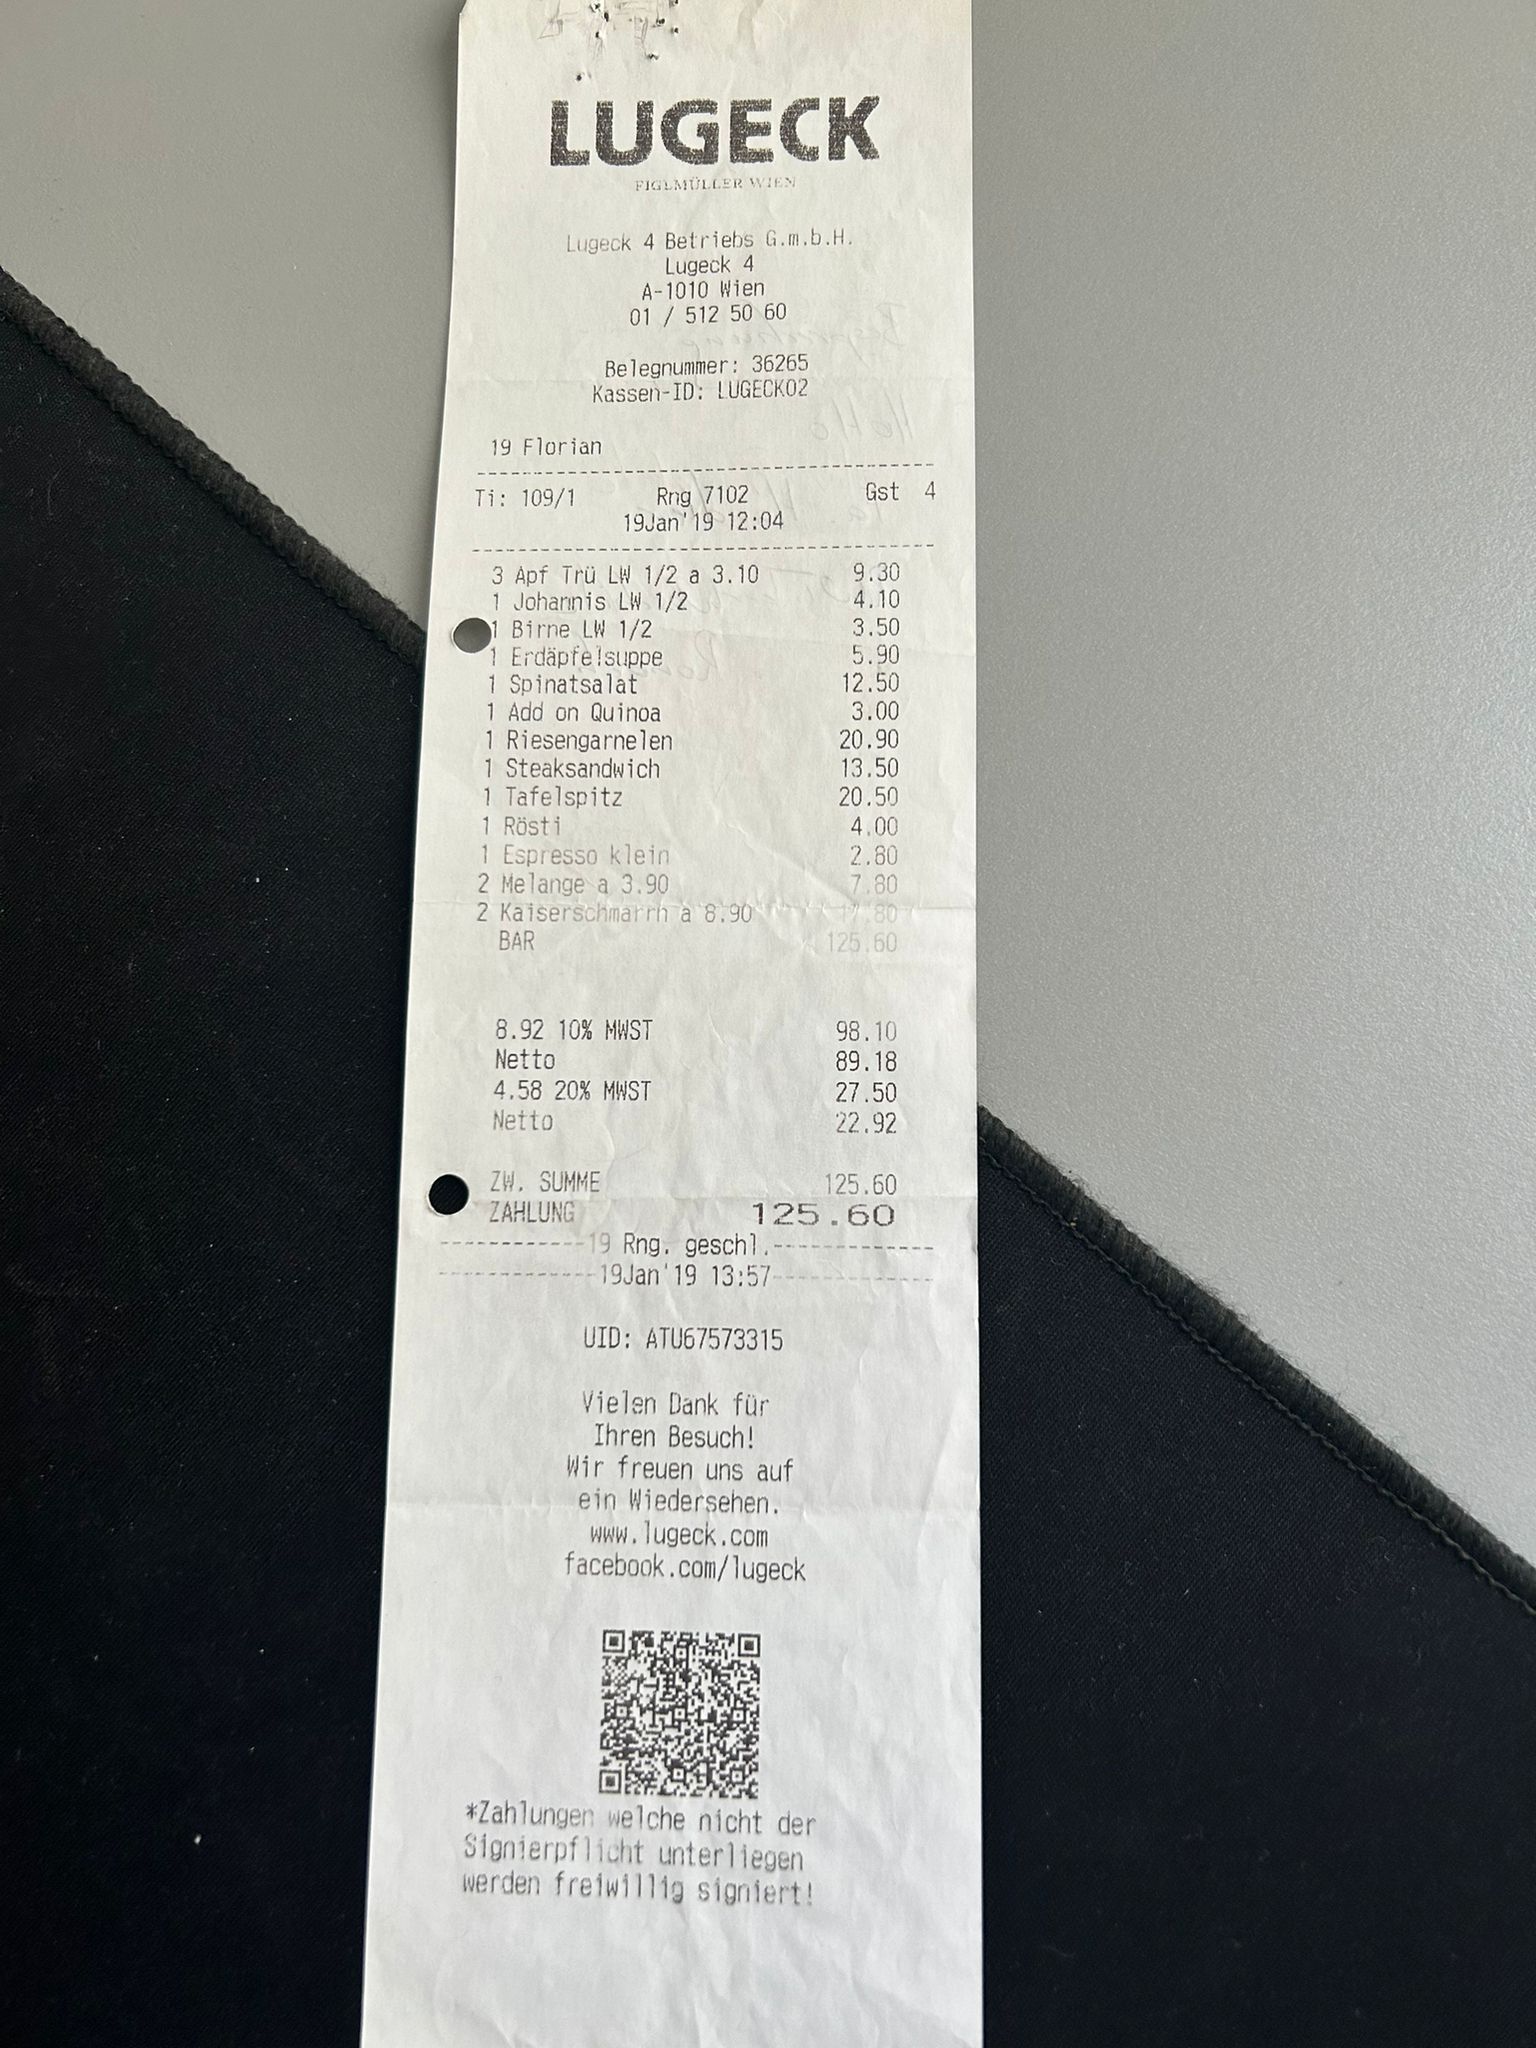 LUGECK
FIGLMÜLLER WIEN
Lugeck 4 Betriebs G.m.b.H.
Lugeck 4
A-1010 Wien
01 / 512 50 60
Belegnummer: 36265
Kassen-ID: LUGECK02
19 Florian
Ti: 109/1 Rng 7102 Gst 4
19Jan'19 12:04
3 Apf Trü LW 1/2 a 3.10 9.30
1 Johannis LW 1/2 4.10
1 Birne LW 1/2 3.50
1 Erdäpfelsuppe 5.90
1 Spinatsalat 12.50
1 Add on Quinoa 3.00
1 Riesengarnelen 20.90
1 Steaksandwich 13.50
1 Tafelspitz 20.50
1 Rösti 4.00
1 Espresso klein 2.80
2 Melange a 3.90 7.80
2 Kaiserschmarrn a 8.90 17.80
BAR 125.60
8.92 10% MWST 98.10
Netto 89.18
4.58 20% MWST 27.50
Netto 22.92
ZW. SUMME 125.60
ZAHLUNG 125.60
19 Rng. geschl.
19Jan'19 13:57
UID: ATU67573315
Vielen Dank für
Ihren Besuch!
Wir freuen uns auf
ein Wiedersehen.
www.lugeck.com
facebook.com/lugeck
*Zahlungen welche nicht der
Signierpflicht unterliegen
werden freiwillig signiert!